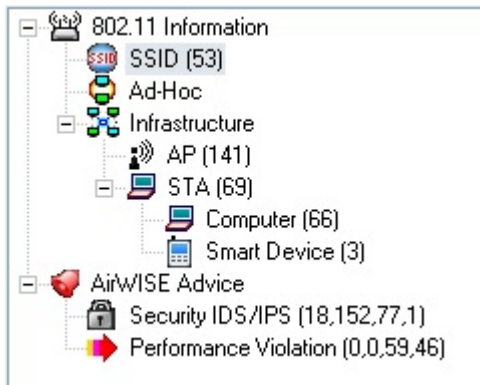 802.11 Information
SSID SSID (53)
Ad-Hoc
Infrastructure
AP (141)
STA (69)
Computer (66)
Smart Device (3)
AirWISE Advice
Security IDS/IPS (18,152,77,1)
Performance Violation (0,0,59,46)